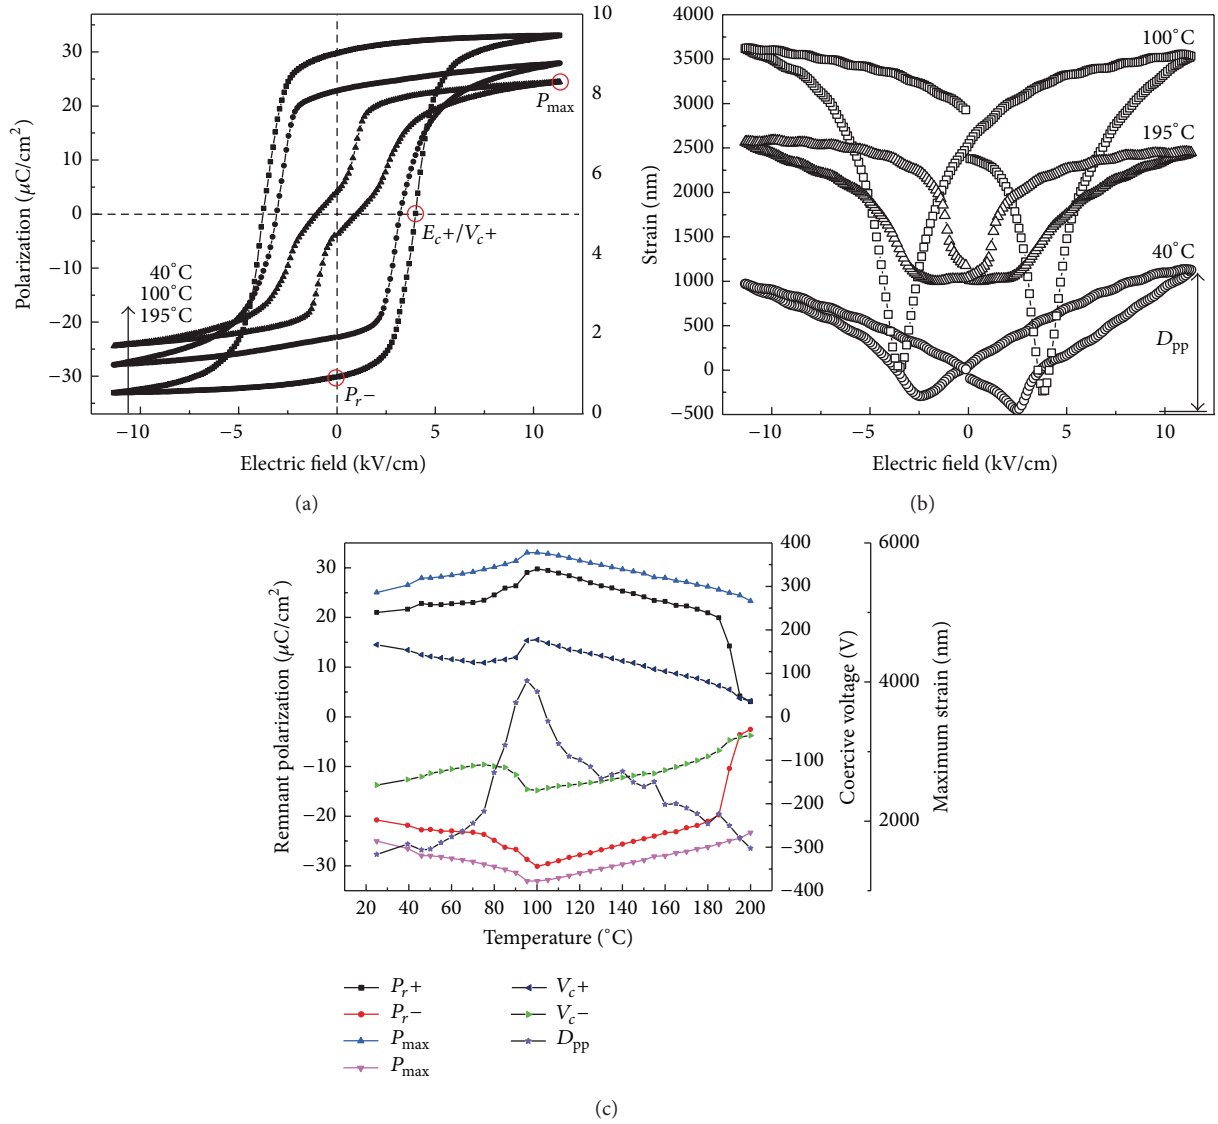 Polarization (μC/cm²)
30
20
10
0
−10
−20
−30
10
8
6
4
2
0
P_max
E_c+/V_c+
40°C
100°C
195°C
P_r−
−10 −5 0 5 10
Electric field (kV/cm)
(a)
Strain (nm)
4000
3500
3000
2500
2000
1500
1000
500
0
−500
100°C
195°C
40°C
D_pp
−10 −5 0 5 10
Electric field (kV/cm)
(b)
Remnant polarization (μC/cm²)
30
20
10
0
−10
−20
−30
400
300
200
100
0
−100
−200
−300
−400
Coercive voltage (V)
6000
4000
2000
Maximum strain (nm)
20 40 60 80 100 120 140 160 180 200
Temperature (°C)
P_r+
P_r−
P_max
P_max
V_c+
V_c−
D_pp
(c)